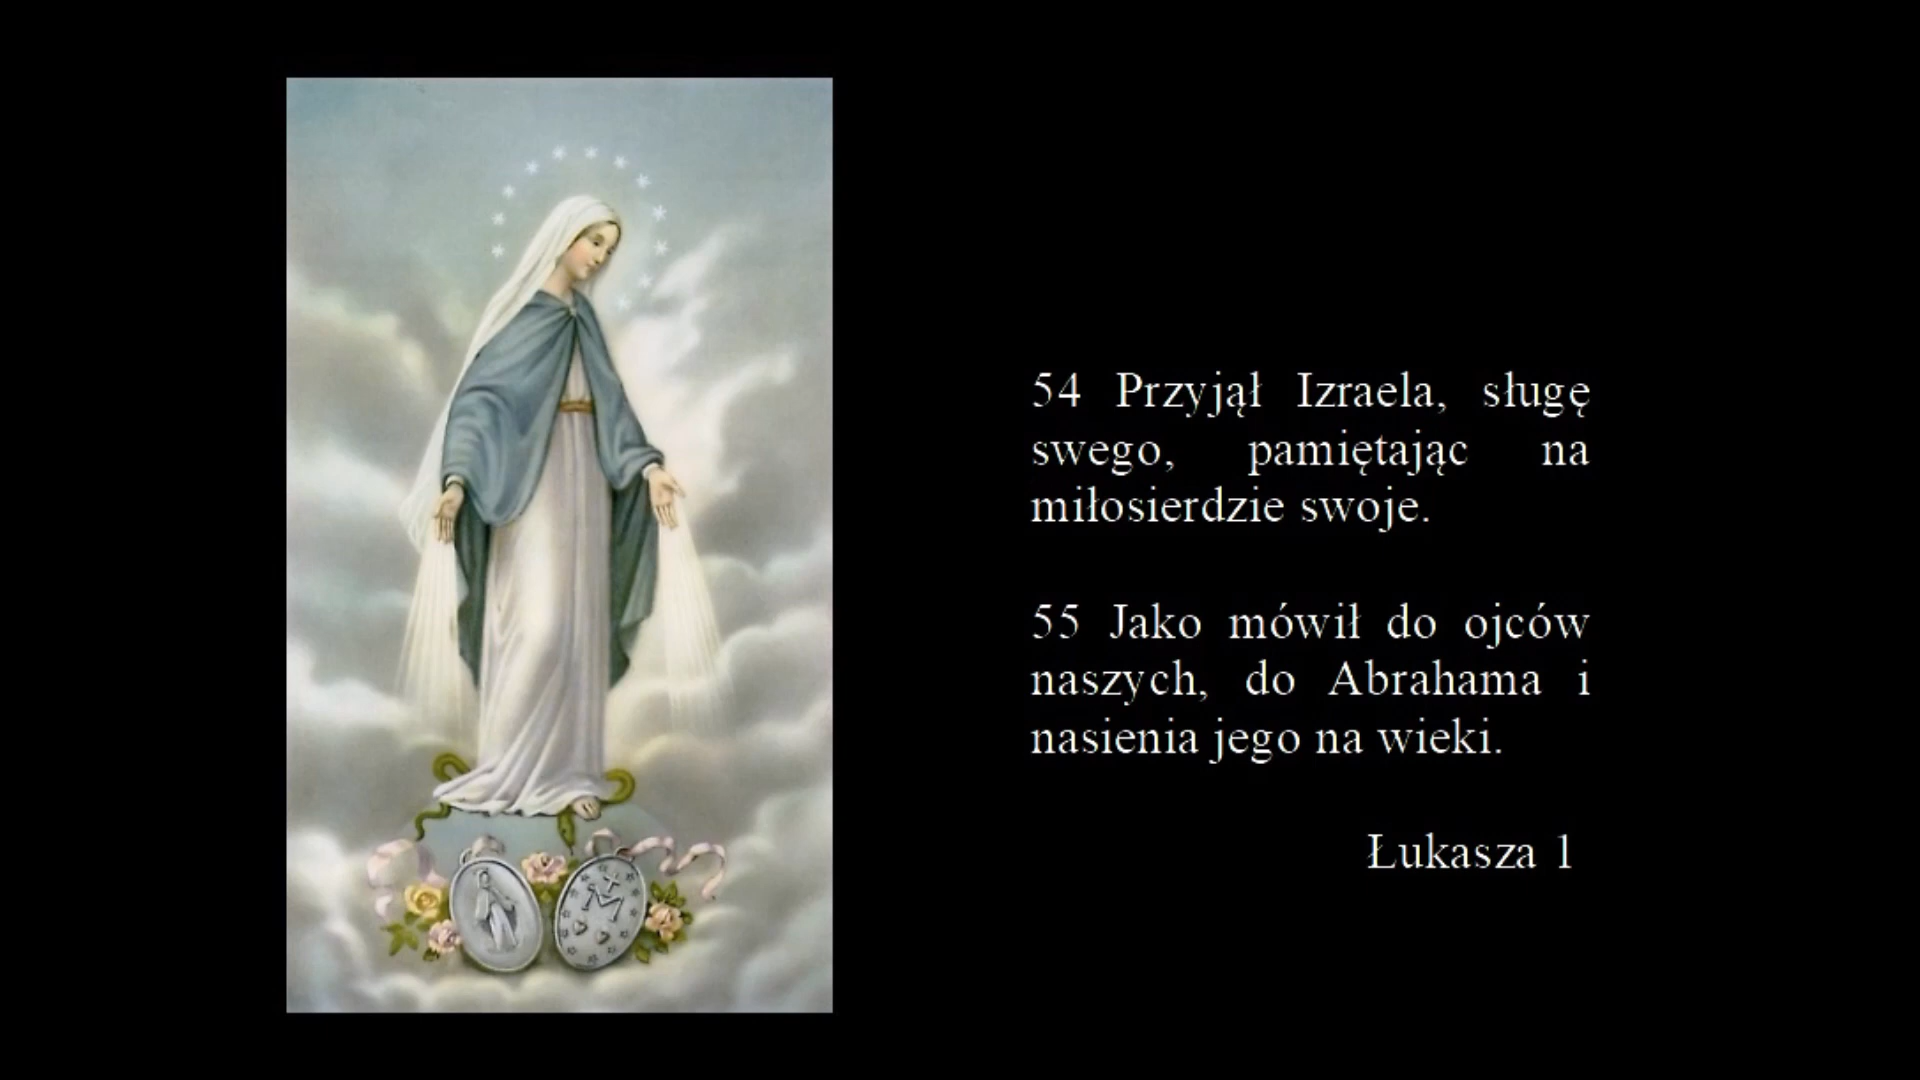 54 Przyjął Izraela, sługę
swego, pamiętając na
miłosierdzie swoje.
55 Jako mówił do ojców
naszych, do Abrahama i
nasienia jego na wieki.
Łukasza 1